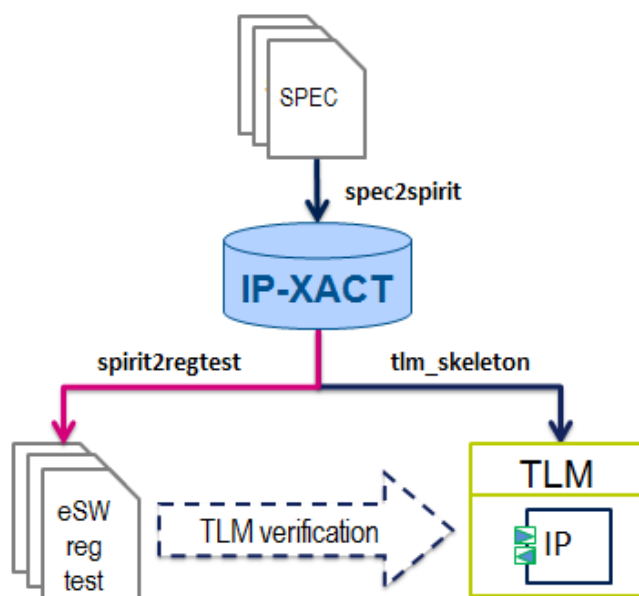 SPEC
spec2spirit
IP-XACT
spirit2regtest
tlm_skeleton
eSW
reg
test
TLM verification
TLM
IP